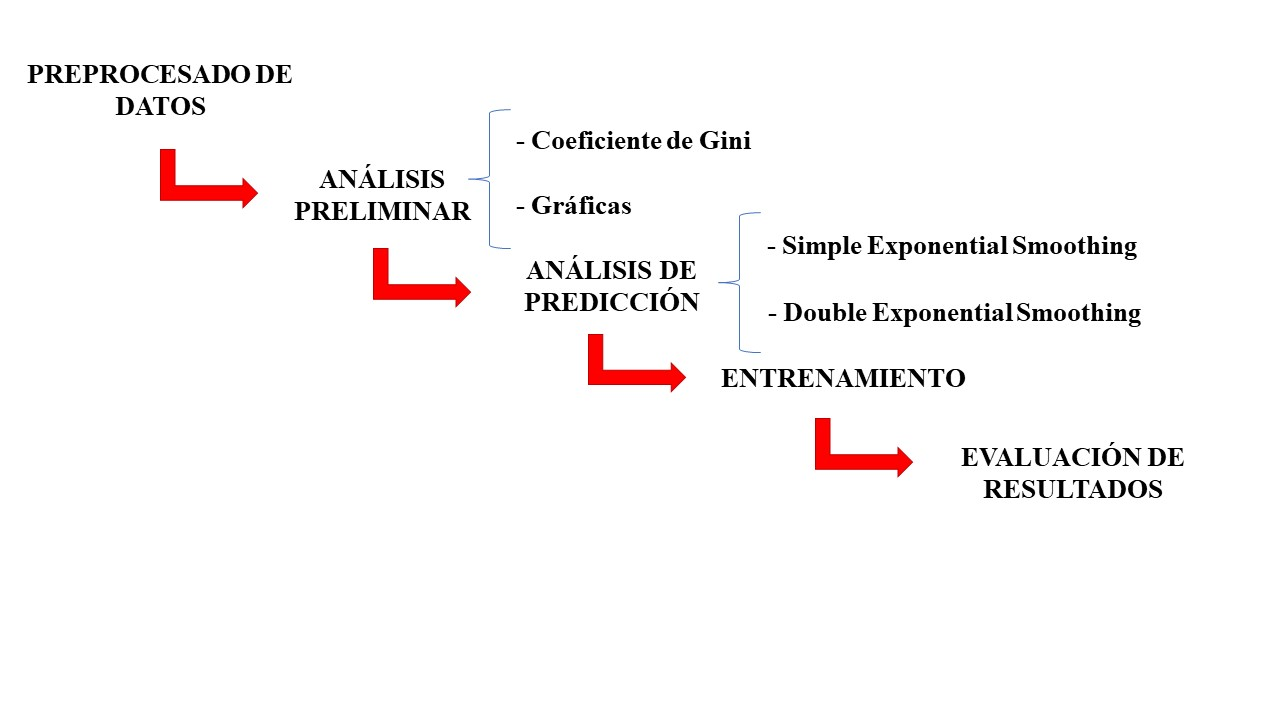 PREPROCESADO DE
DATOS
ANÁLISIS
PRELIMINAR
- Coeficiente de Gini
- Gráficas
ANÁLISIS DE
PREDICCIÓN
- Simple Exponential Smoothing
- Double Exponential Smoothing
ENTRENAMIENTO
EVALUACIÓN DE
RESULTADOS